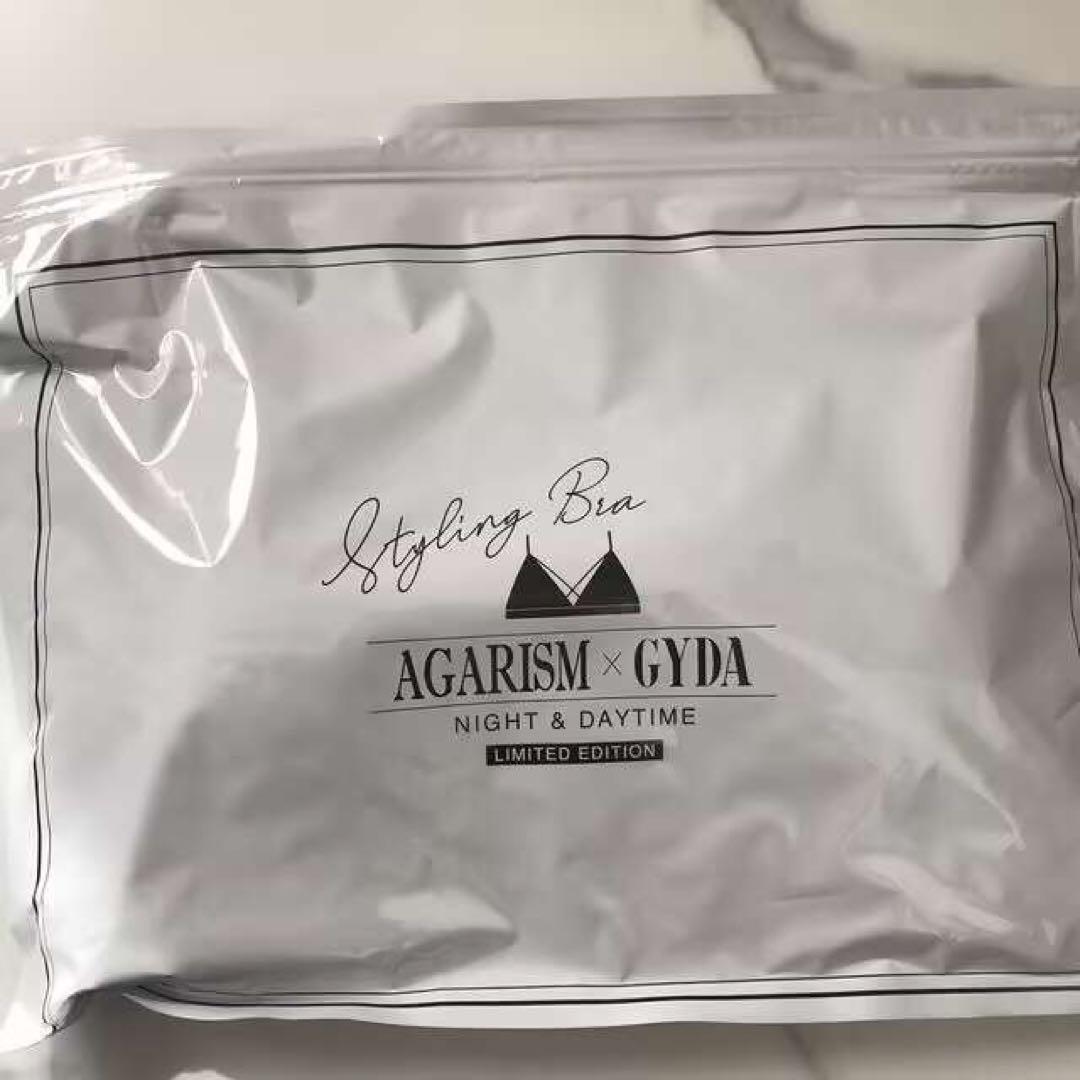 Styling Bra
AGARISM × GYDA
NIGHT & DAYTIME
LIMITED EDITION